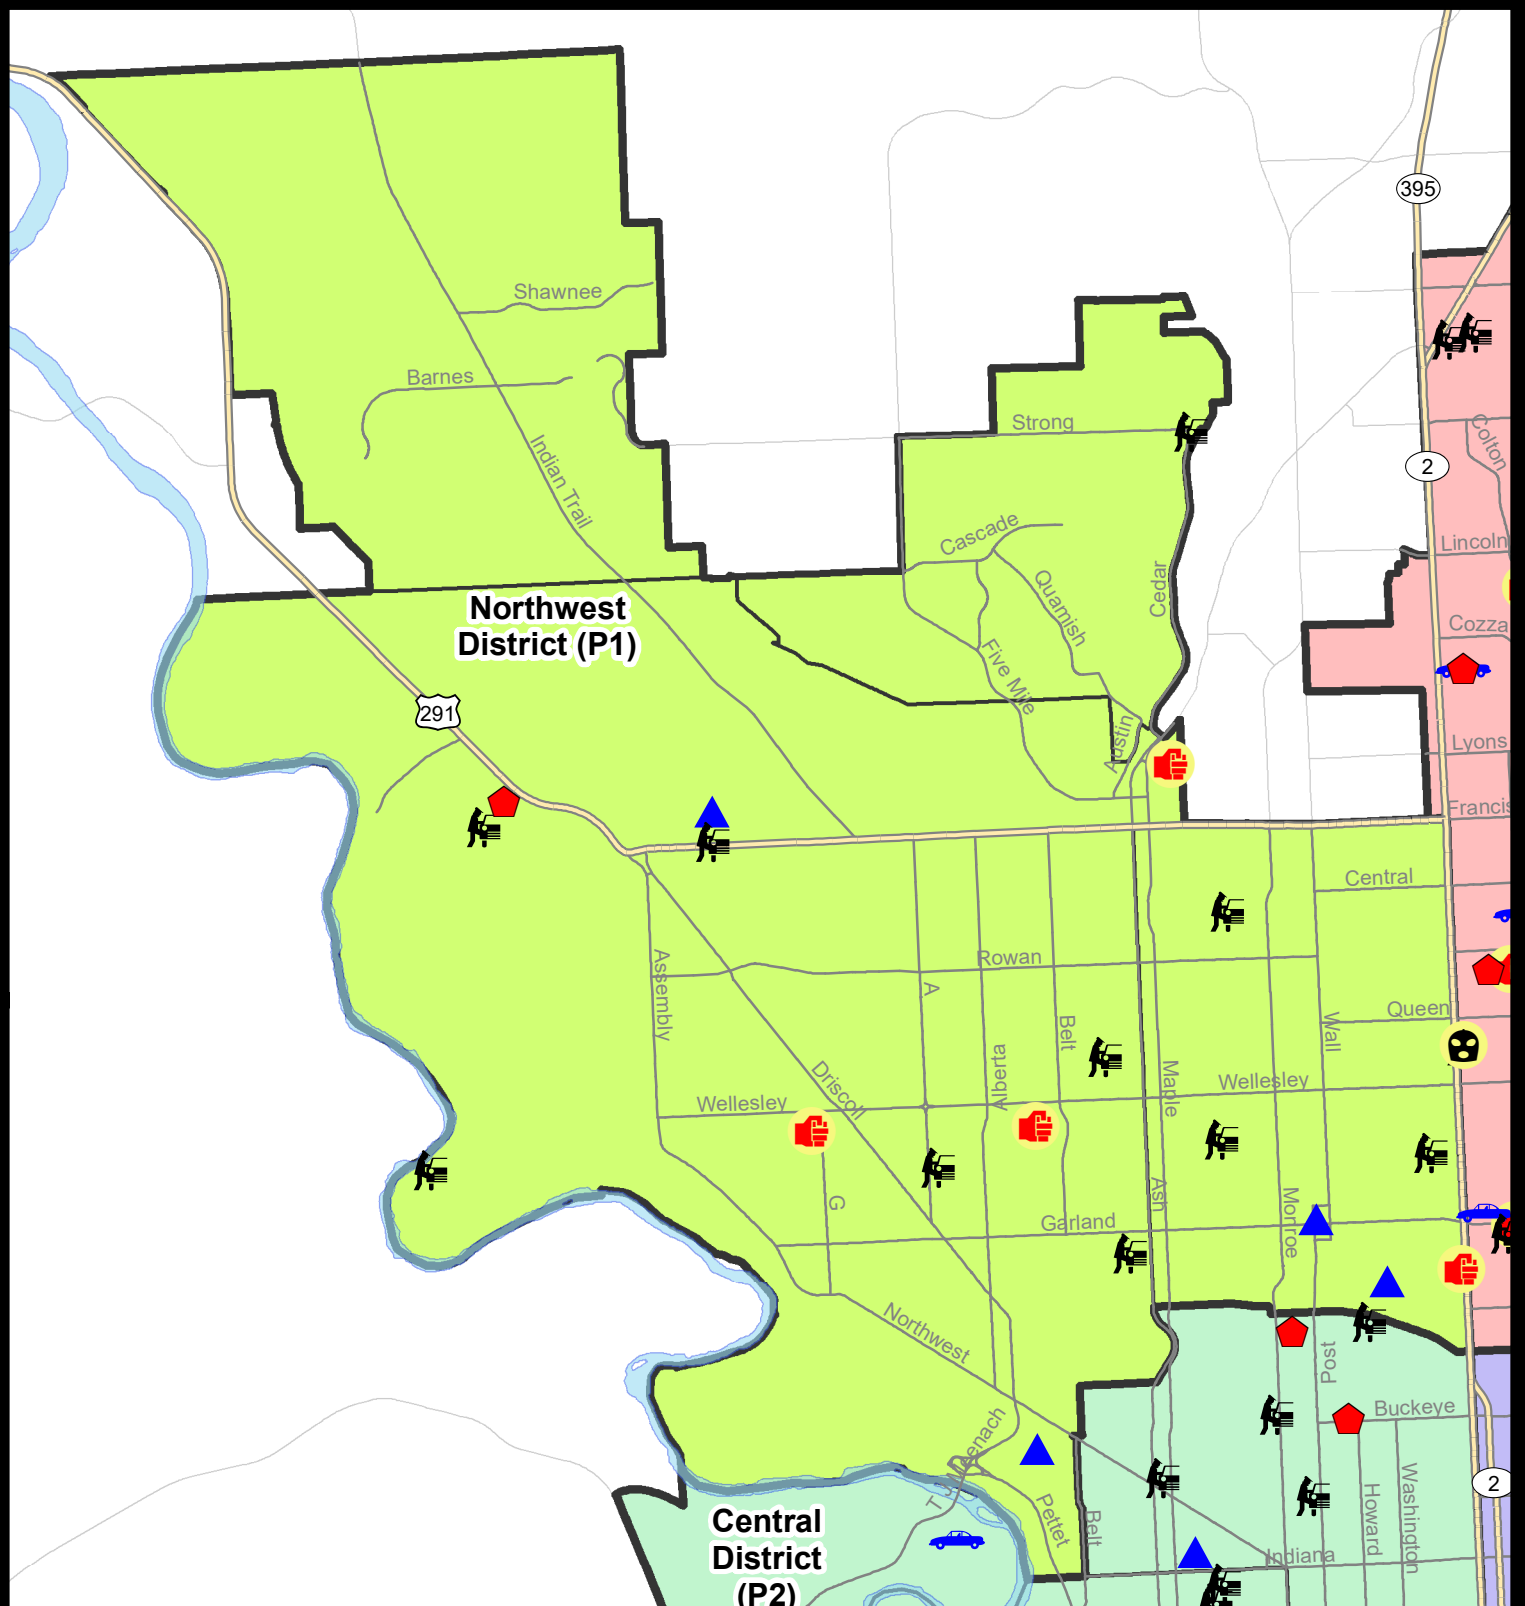 395
Shawnee
Barnes
Strong
Colton
Indian Trail
2
Cascade
Lincoln
Quamish
Cedar
Northwest
District (P1)
Cozza
Five Mile
291
Austin
Lyons
Francis
Central
Assembly
Rowan
A
Queen
Belt
Wall
Alberta
Driscoll
Maple
Wellesley
Wellesley
G
Ash
Monroe
Garland
Northwest
Post
Buckeye
T J Meenach
Pettet
Belt
Howard
Washington
2
Central
District
(P2)
Indiana